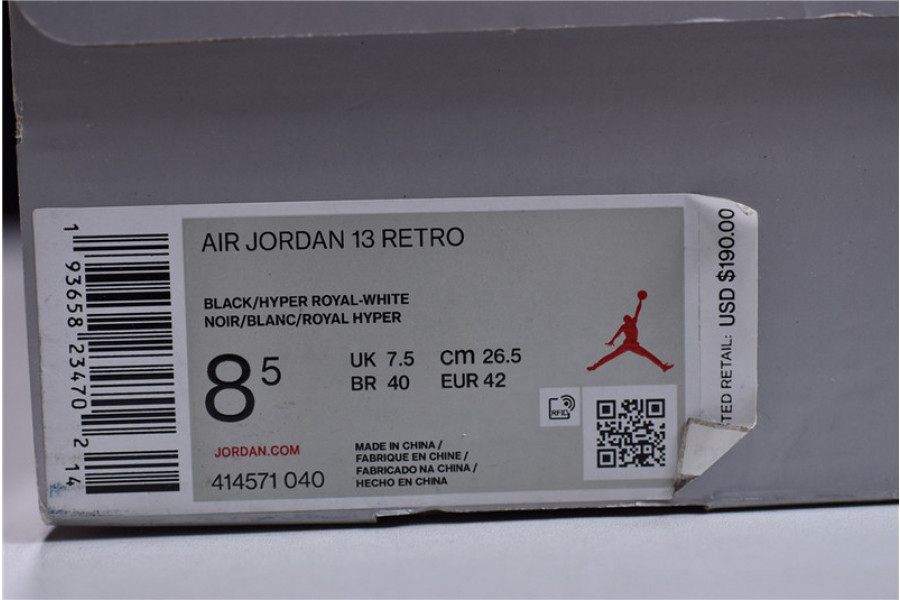 AIR JORDAN 13 RETRO
BLACK/HYPER ROYAL-WHITE
NOIR/BLANC/ROYAL HYPER
8 5
UK 7.5 cm 26.5
BR 40 EUR 42
JORDAN.COM
414571 040
MADE IN CHINA /
FABRIQUE EN CHINE /
FABRICADO NA CHINA /
HECHO EN CHINA
RFID
1 93658 23470 2 14
TED RETAIL: USD $190.00